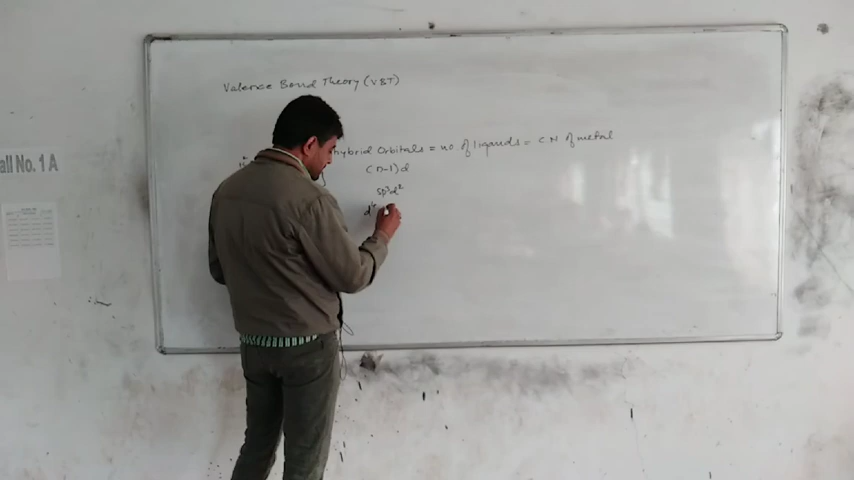 Valence Bond Theory (VBT)
hybrid Orbitals = no of ligands = CN of metal
(n-1)d
sp³d²
all No. 1 A